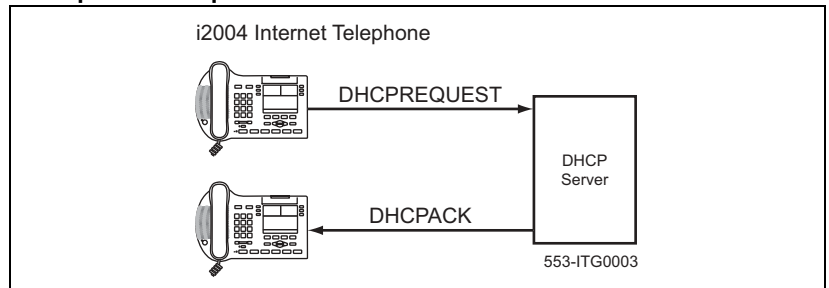 i2004 Internet Telephone
DHCPREQUEST
DHCP
Server
DHCPACK
553-ITG0003